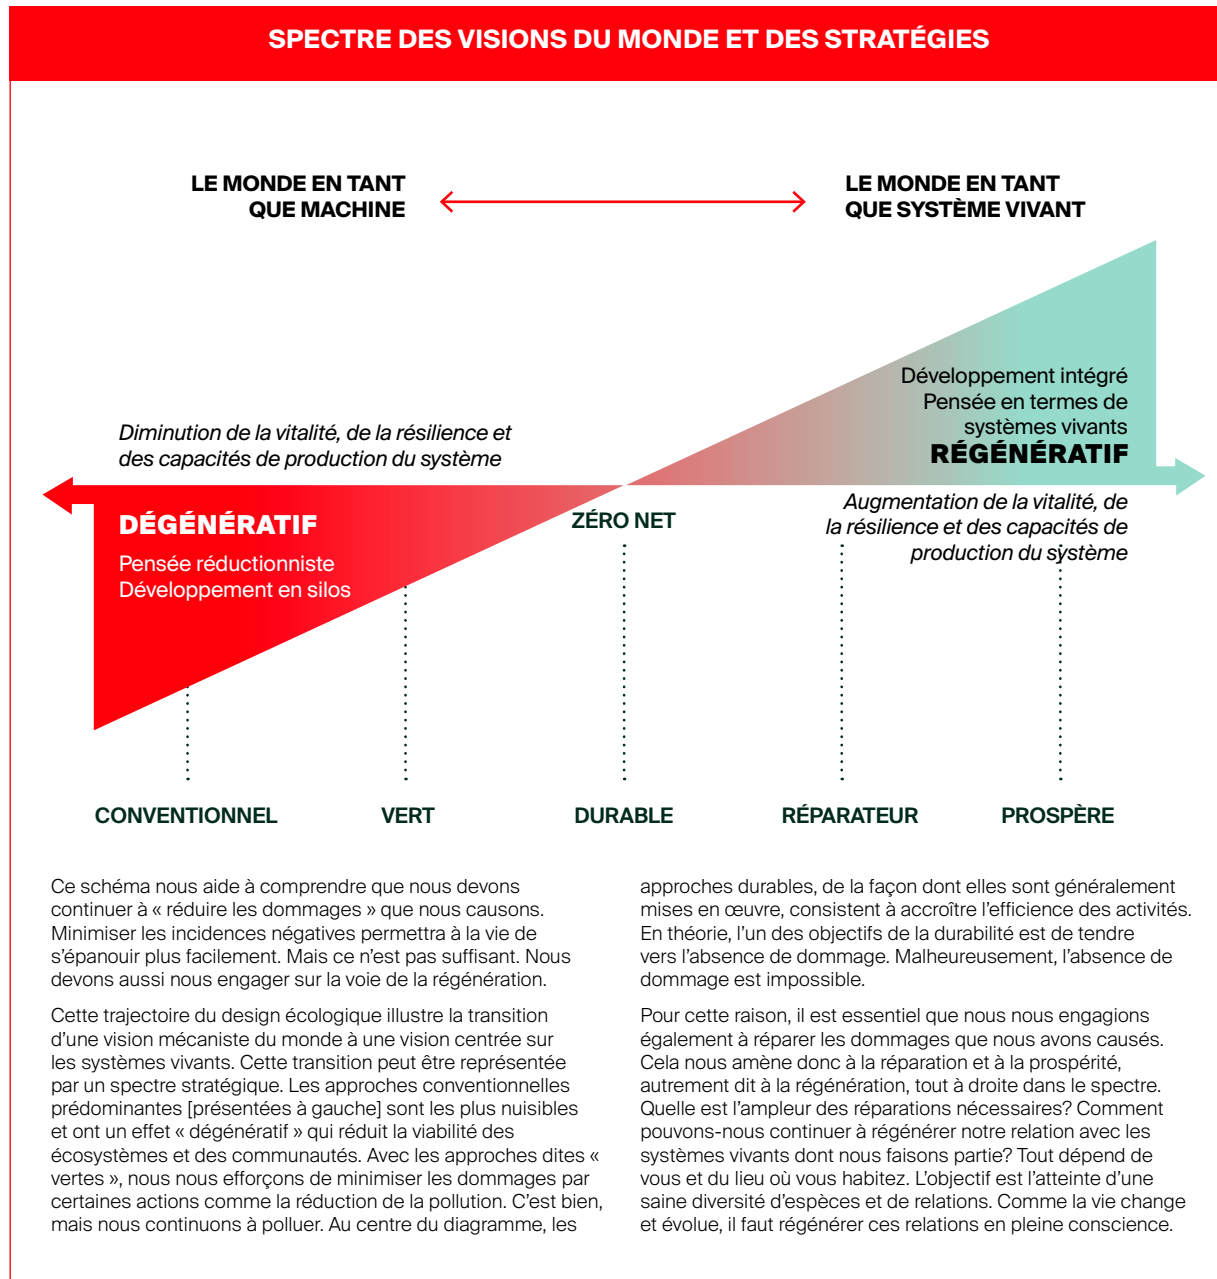 SPECTRE DES VISIONS DU MONDE ET DES STRATÉGIES
LE MONDE EN TANT
QUE MACHINE
LE MONDE EN TANT
QUE SYSTÈME VIVANT
Développement intégré
Pensée en termes de
systèmes vivants
RÉGÉNÉRATIF
Diminution de la vitalité, de la résilience et
des capacités de production du système
DÉGÉNÉRATIF
Pensée réductionniste
Développement en silos
ZÉRO NET
Augmentation de la vitalité, de
la résilience et des capacités de
production du système
CONVENTIONNEL
VERT
DURABLE
RÉPARATEUR
PROSPÈRE
Ce schéma nous aide à comprendre que nous devons
continuer à « réduire les dommages » que nous causons.
Minimiser les incidences négatives permettra à la vie de
s’épanouir plus facilement. Mais ce n’est pas suffisant. Nous
devons aussi nous engager sur la voie de la régénération.
Cette trajectoire du design écologique illustre la transition
d’une vision mécaniste du monde à une vision centrée sur
les systèmes vivants. Cette transition peut être représentée
par un spectre stratégique. Les approches conventionnelles
prédominantes [présentées à gauche] sont les plus nuisibles
et ont un effet « dégénératif » qui réduit la viabilité des
écosystèmes et des communautés. Avec les approches dites «
vertes », nous nous efforçons de minimiser les dommages par
certaines actions comme la réduction de la pollution. C’est bien,
mais nous continuons à polluer. Au centre du diagramme, les
approches durables, de la façon dont elles sont généralement
mises en œuvre, consistent à accroître l’efficience des activités.
En théorie, l’un des objectifs de la durabilité est de tendre
vers l’absence de dommage. Malheureusement, l’absence de
dommage est impossible.
Pour cette raison, il est essentiel que nous nous engagions
également à réparer les dommages que nous avons causés.
Cela nous amène donc à la réparation et à la prospérité,
autrement dit à la régénération, tout à droite dans le spectre.
Quelle est l’ampleur des réparations nécessaires? Comment
pouvons-nous continuer à régénérer notre relation avec les
systèmes vivants dont nous faisons partie? Tout dépend de
vous et du lieu où vous habitez. L’objectif est l’atteinte d’une
saine diversité d’espèces et de relations. Comme la vie change
et évolue, il faut régénérer ces relations en pleine conscience.